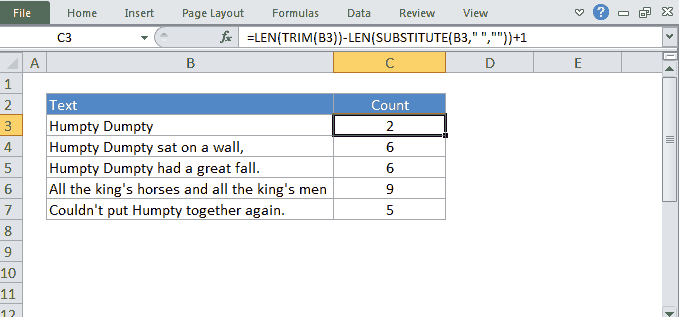 File Home Insert Page Layout Formulas Data Review View ?
C3 fx =LEN(TRIM(B3))-LEN(SUBSTITUTE(B3," ",""))+1
A B C D E
1
2 Text Count
3 Humpty Dumpty 2
4 Humpty Dumpty sat on a wall, 6
5 Humpty Dumpty had a great fall. 6
6 All the king's horses and all the king's men 9
7 Couldn't put Humpty together again. 5
8
9
10
11
12